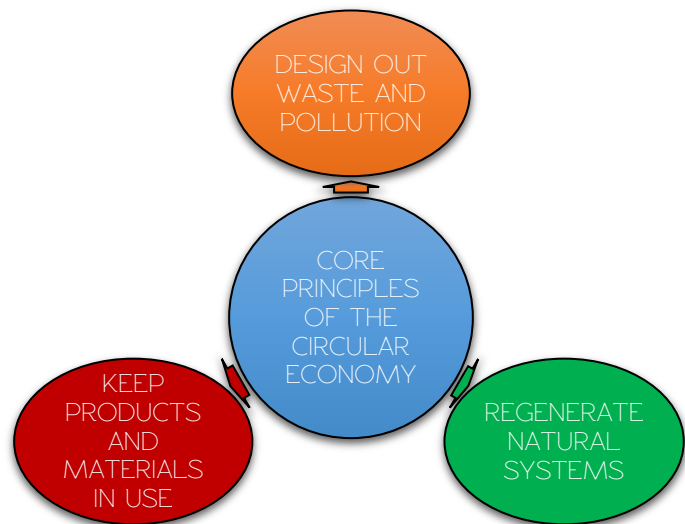 DESIGN OUT
WASTE AND
POLLUTION
CORE
PRINCIPLES
OF THE
CIRCULAR
ECONOMY
KEEP
PRODUCTS
AND
MATERIALS
IN USE
REGENERATE
NATURAL
SYSTEMS